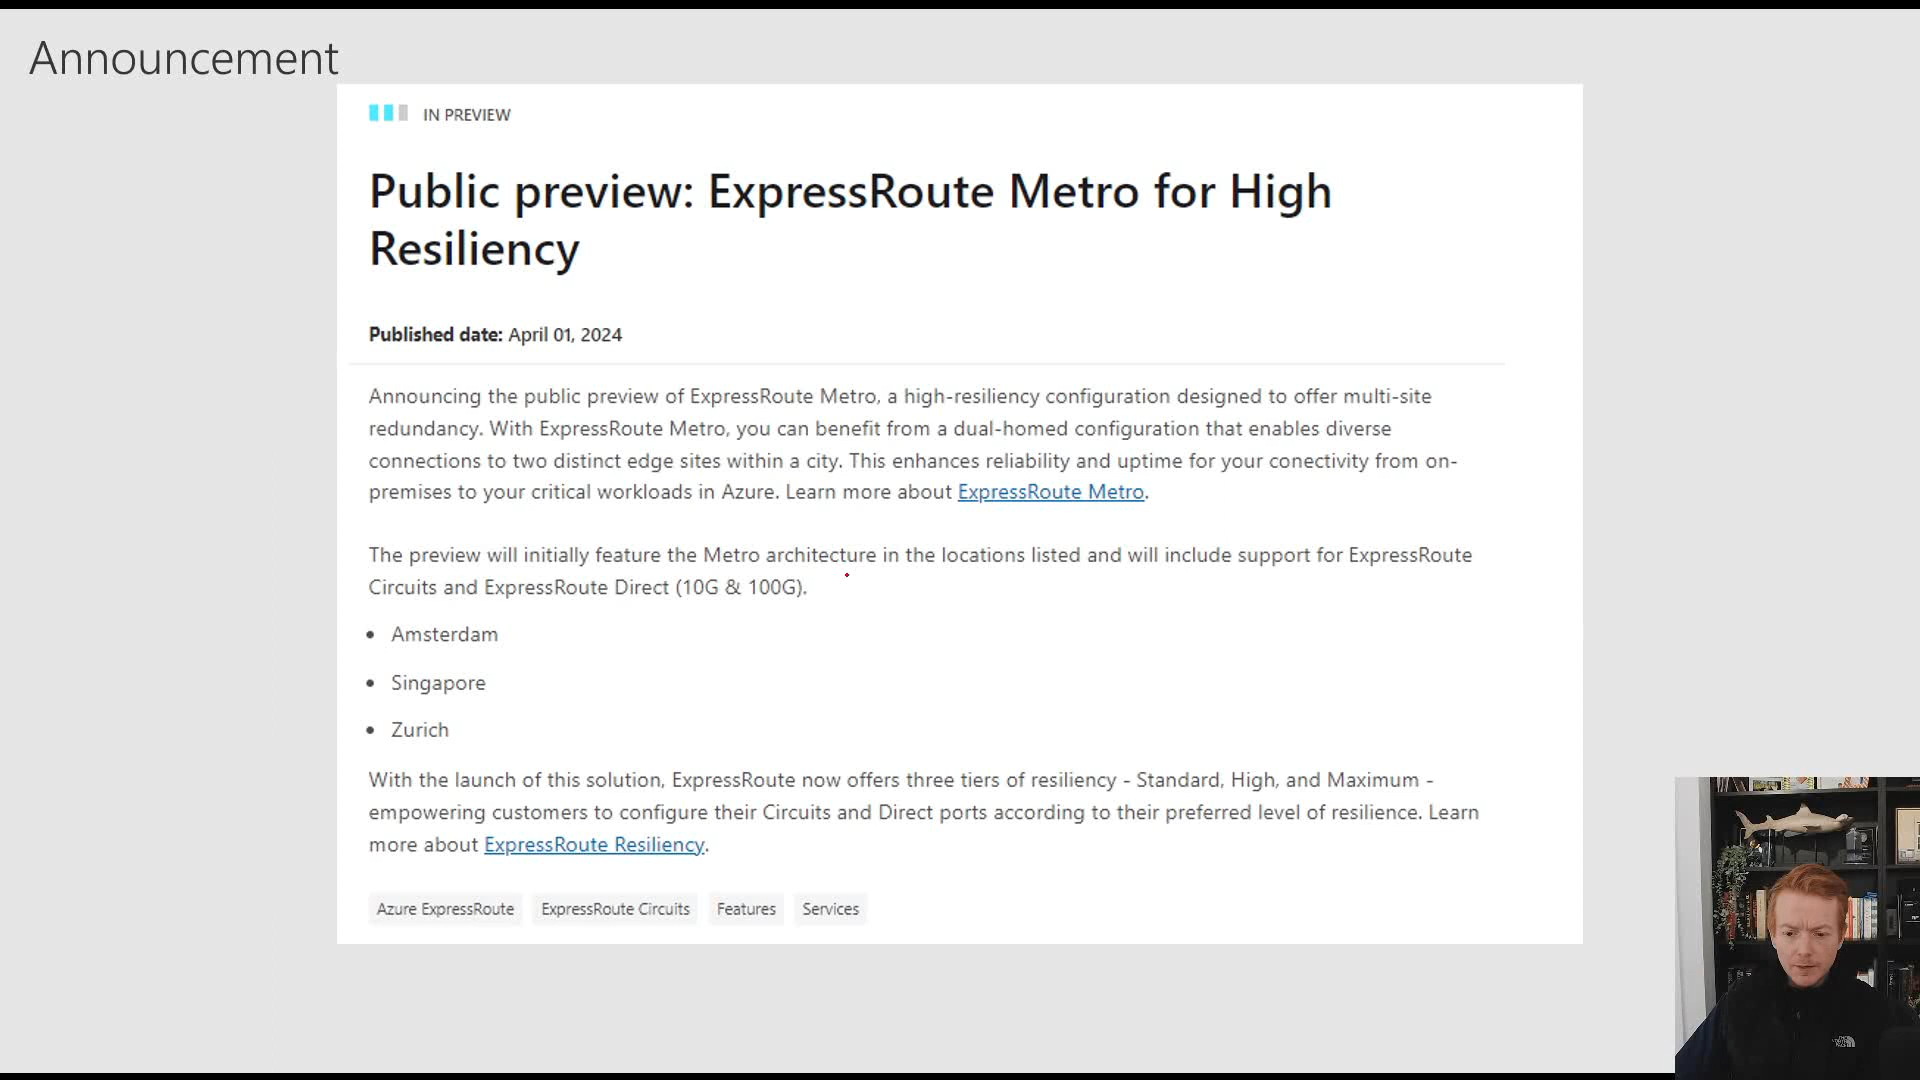 Announcement
IN PREVIEW
Public preview: ExpressRoute Metro for High
Resiliency
Published date: April 01, 2024
Announcing the public preview of ExpressRoute Metro, a high-resiliency configuration designed to offer multi-site
redundancy. With ExpressRoute Metro, you can benefit from a dual-homed configuration that enables diverse
connections to two distinct edge sites within a city. This enhances reliability and uptime for your conectivity from on-
premises to your critical workloads in Azure. Learn more about ExpressRoute Metro.
The preview will initially feature the Metro architecture in the locations listed and will include support for ExpressRoute
Circuits and ExpressRoute Direct (10G & 100G).
• Amsterdam
• Singapore
• Zurich
With the launch of this solution, ExpressRoute now offers three tiers of resiliency - Standard, High, and Maximum -
empowering customers to configure their Circuits and Direct ports according to their preferred level of resilience. Learn
more about ExpressRoute Resiliency.
Azure ExpressRoute ExpressRoute Circuits Features Services